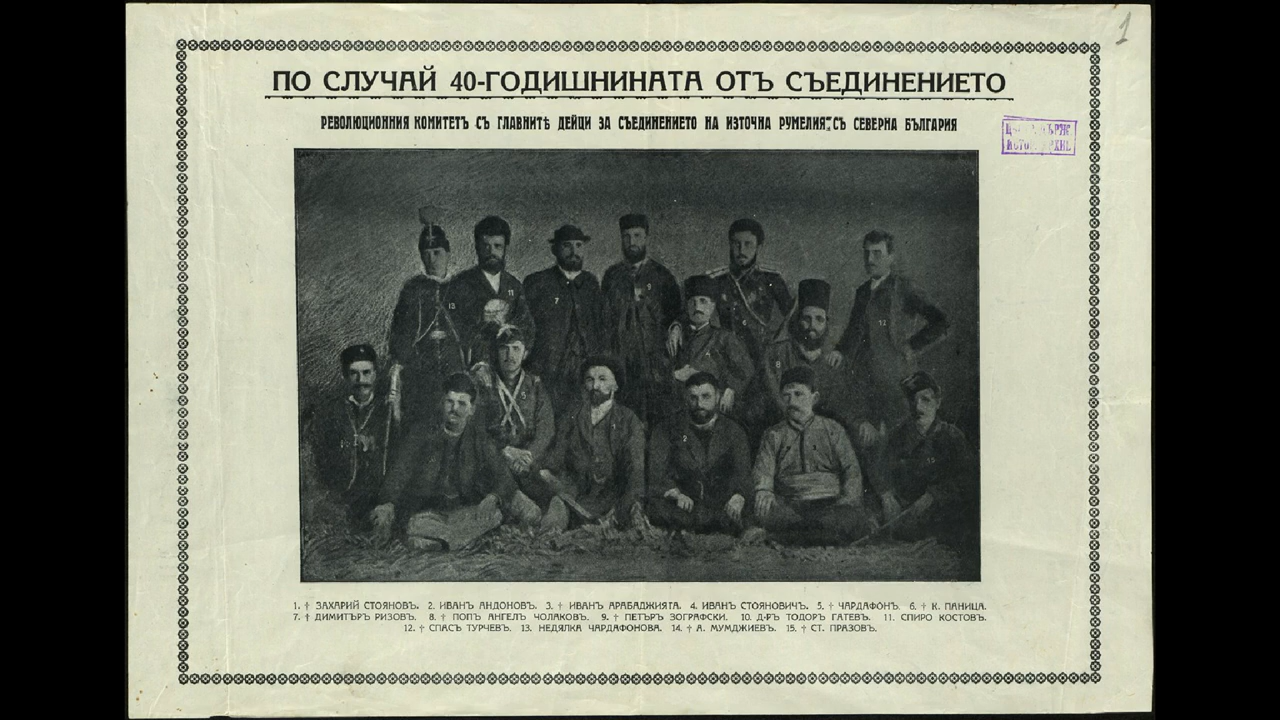 1
ПО СЛУЧАЙ 40-ГОДИШНИНАТА ОТЪ СЪЕДИНЕНИЕТО
РЕВОЛЮЦИОННИЯ КОМИТЕТЪ СЪ ГЛАВНИТѢ ДЕЙЦИ ЗА СЪЕДИНЕНИЕТО НА ИЗТОЧНА РУМЕЛИЯ СЪ СЕВЕРНА БЪЛГАРИЯ
1. † ЗАХАРИЙ СТОЯНОВЪ. 2. ИВАНЪ АНДОНОВЪ. 3. † ИВАНЪ АРАБАДЖИЯТА. 4. ИВАНЪ СТОЯНОВИЧЪ. 5. † ЧАРДАФОНЪ. 6. † К. ПАНИЦА.
7. † ДИМИТЪРЪ РИЗОВЪ. 8. † ПОПЪ АНГЕЛЪ ЧОЛАКОВЪ. 9. † ПЕТЪРЪ ЗОГРАФСКИ. 10. Д-РЪ ТОДОРЪ ГАТЕВЪ. 11. СПИРО КОСТОВЪ.
12. † СПАСЪ ТУРЧЕВЪ. 13. НЕДЯЛКА ЧАРДАФОНОВА. 14. † А. МУМДЖИЕВЪ. 15. † СТ. ПРАЗОВЪ.